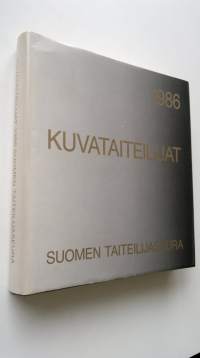 1986
KUVATAITEILIJAT
SUOMEN TAITEILIJASEURA